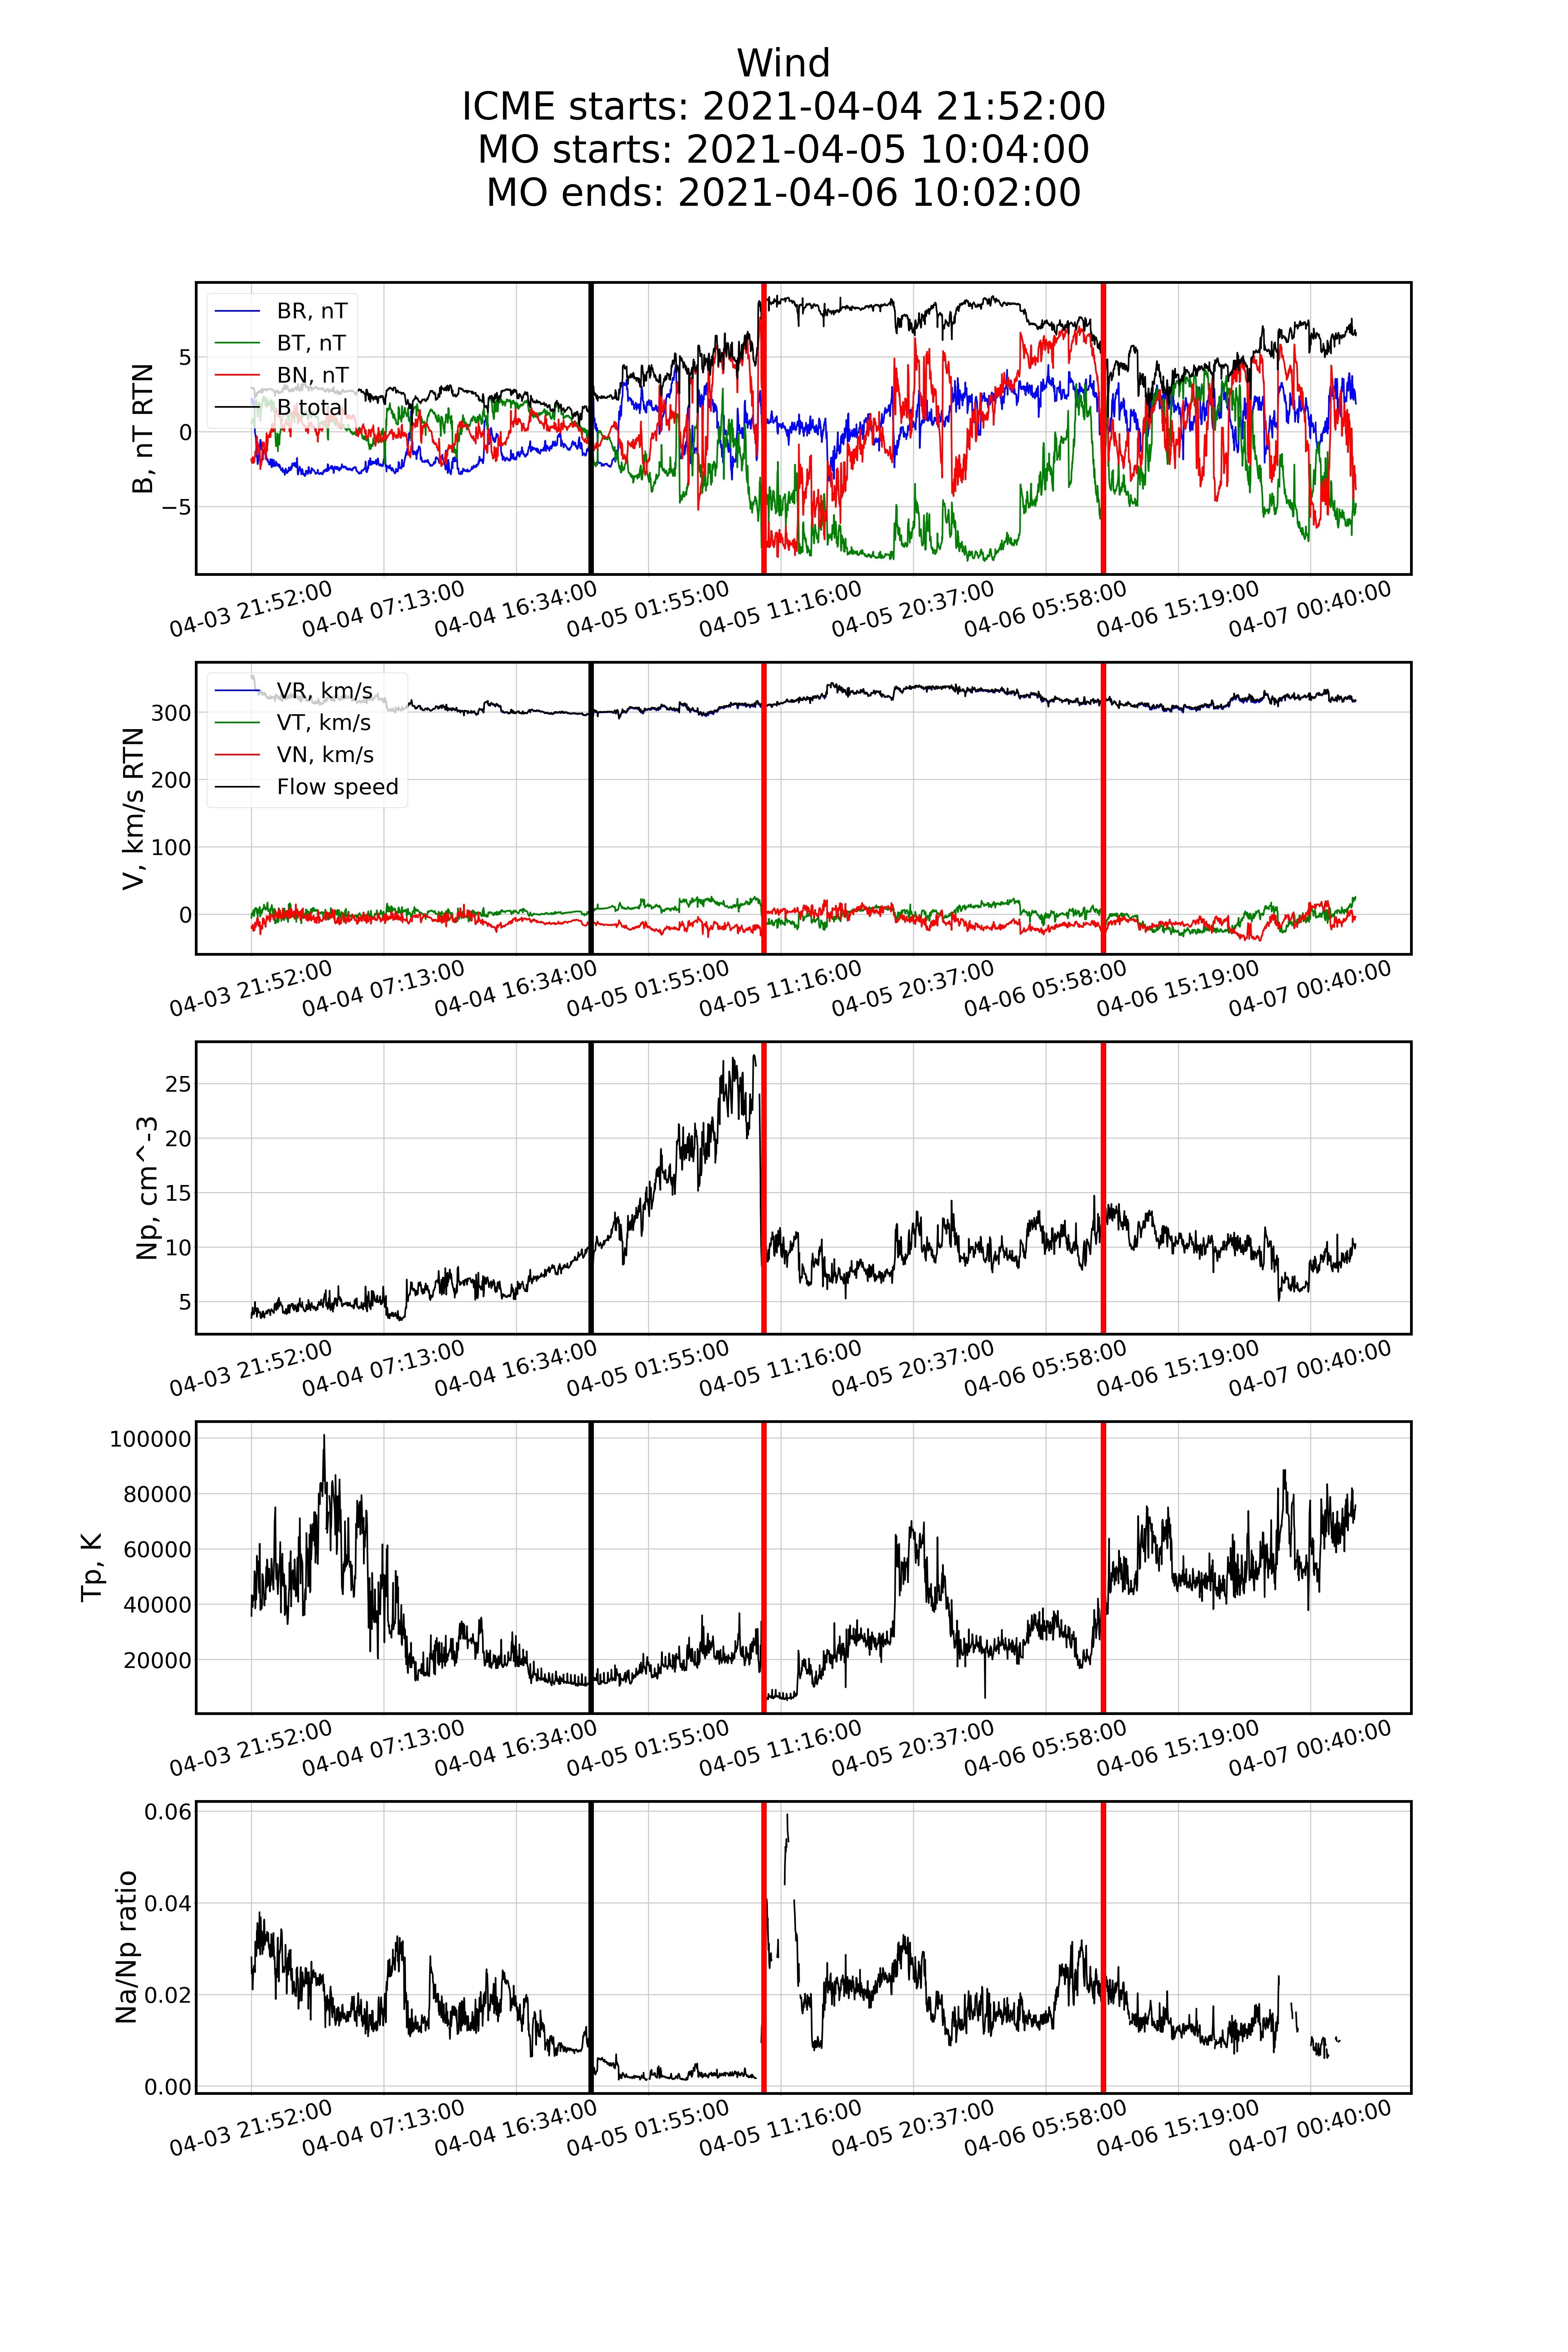 Wind
ICME starts: 2021-04-04 21:52:00
MO starts: 2021-04-05 10:04:00
MO ends: 2021-04-06 10:02:00
B, nT RTN
BR, nT
BT, nT
BN, nT
B total
5
0
−5
04-03 21:52:00 04-04 07:13:00 04-04 16:34:00 04-05 01:55:00 04-05 11:16:00 04-05 20:37:00 04-06 05:58:00 04-06 15:19:00 04-07 00:40:00
V, km/s RTN
VR, km/s
VT, km/s
VN, km/s
Flow speed
300
200
100
0
04-03 21:52:00 04-04 07:13:00 04-04 16:34:00 04-05 01:55:00 04-05 11:16:00 04-05 20:37:00 04-06 05:58:00 04-06 15:19:00 04-07 00:40:00
Np, cm^-3
25
20
15
10
5
04-03 21:52:00 04-04 07:13:00 04-04 16:34:00 04-05 01:55:00 04-05 11:16:00 04-05 20:37:00 04-06 05:58:00 04-06 15:19:00 04-07 00:40:00
Tp, K
100000
80000
60000
40000
20000
04-03 21:52:00 04-04 07:13:00 04-04 16:34:00 04-05 01:55:00 04-05 11:16:00 04-05 20:37:00 04-06 05:58:00 04-06 15:19:00 04-07 00:40:00
Na/Np ratio
0.06
0.04
0.02
0.00
04-03 21:52:00 04-04 07:13:00 04-04 16:34:00 04-05 01:55:00 04-05 11:16:00 04-05 20:37:00 04-06 05:58:00 04-06 15:19:00 04-07 00:40:00